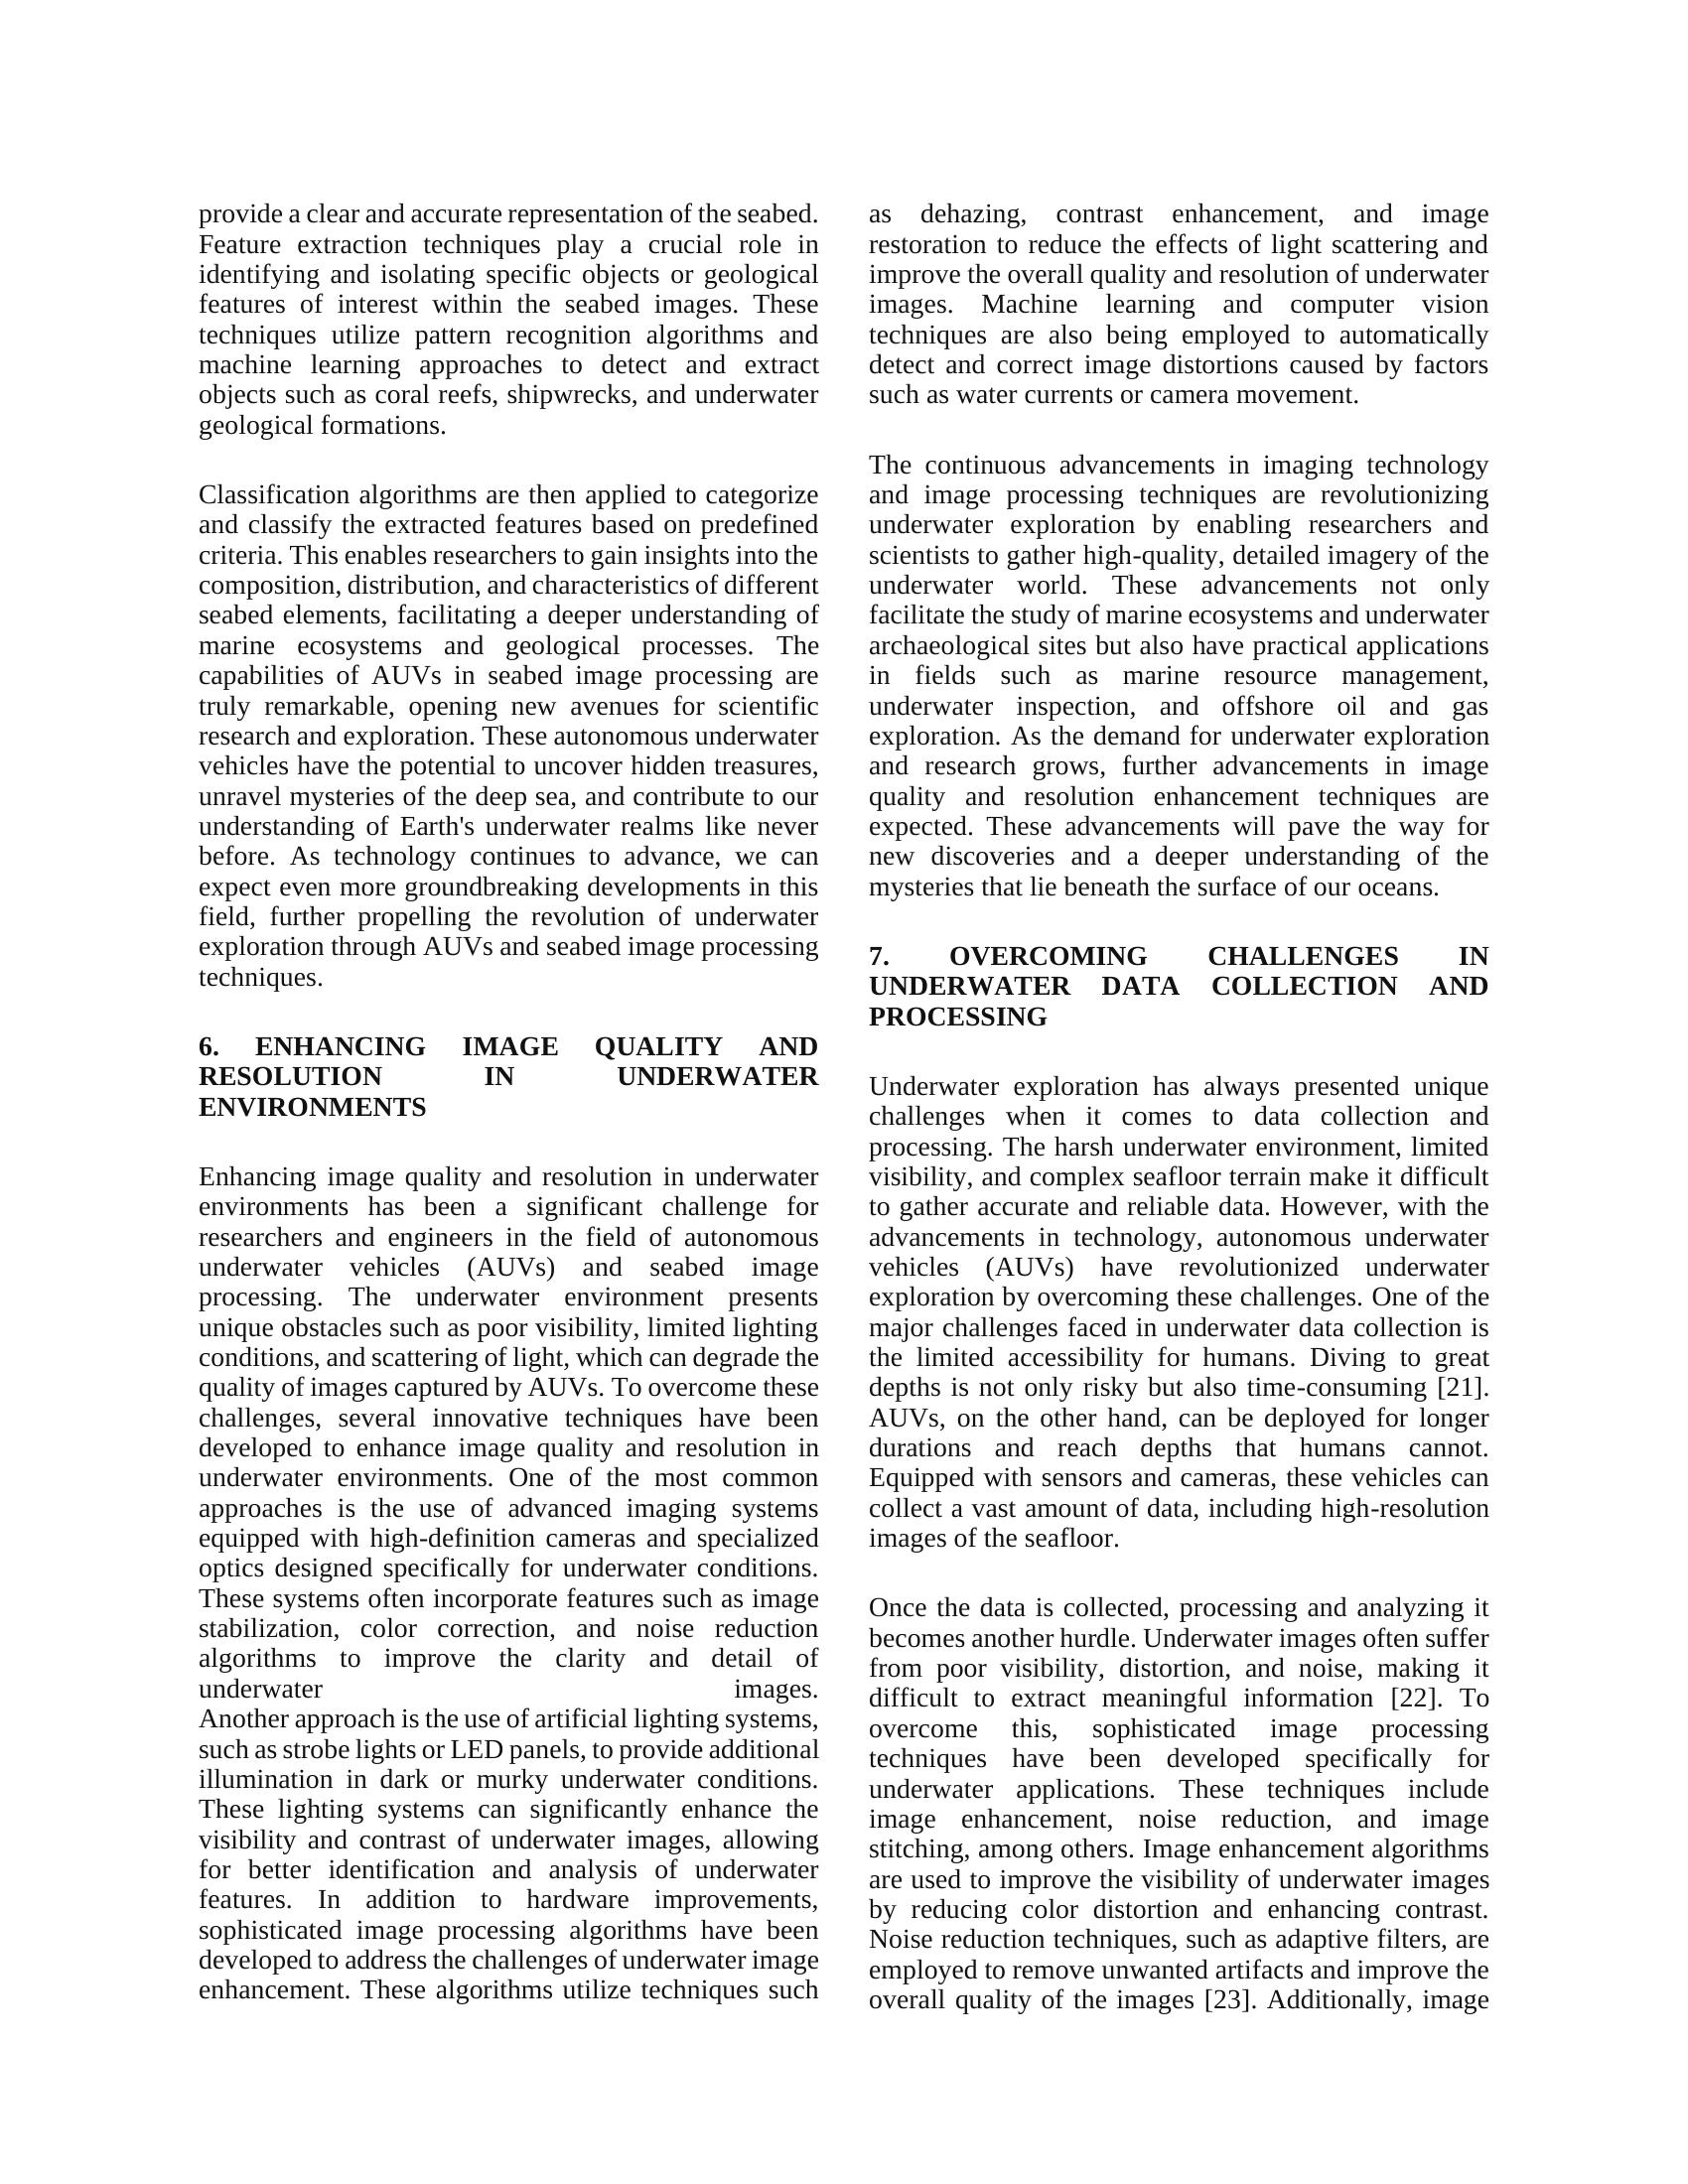 provide a clear and accurate representation of the seabed.
Feature extraction techniques play a crucial role in
identifying and isolating specific objects or geological
features of interest within the seabed images. These
techniques utilize pattern recognition algorithms and
machine learning approaches to detect and extract
objects such as coral reefs, shipwrecks, and underwater
geological formations.
Classification algorithms are then applied to categorize
and classify the extracted features based on predefined
criteria. This enables researchers to gain insights into the
composition, distribution, and characteristics of different
seabed elements, facilitating a deeper understanding of
marine ecosystems and geological processes. The
capabilities of AUVs in seabed image processing are
truly remarkable, opening new avenues for scientific
research and exploration. These autonomous underwater
vehicles have the potential to uncover hidden treasures,
unravel mysteries of the deep sea, and contribute to our
understanding of Earth's underwater realms like never
before. As technology continues to advance, we can
expect even more groundbreaking developments in this
field, further propelling the revolution of underwater
exploration through AUVs and seabed image processing
techniques.
6. ENHANCING IMAGE QUALITY AND
RESOLUTION IN UNDERWATER
ENVIRONMENTS
Enhancing image quality and resolution in underwater
environments has been a significant challenge for
researchers and engineers in the field of autonomous
underwater vehicles (AUVs) and seabed image
processing. The underwater environment presents
unique obstacles such as poor visibility, limited lighting
conditions, and scattering of light, which can degrade the
quality of images captured by AUVs. To overcome these
challenges, several innovative techniques have been
developed to enhance image quality and resolution in
underwater environments. One of the most common
approaches is the use of advanced imaging systems
equipped with high-definition cameras and specialized
optics designed specifically for underwater conditions.
These systems often incorporate features such as image
stabilization, color correction, and noise reduction
algorithms to improve the clarity and detail of
underwater images.
Another approach is the use of artificial lighting systems,
such as strobe lights or LED panels, to provide additional
illumination in dark or murky underwater conditions.
These lighting systems can significantly enhance the
visibility and contrast of underwater images, allowing
for better identification and analysis of underwater
features. In addition to hardware improvements,
sophisticated image processing algorithms have been
developed to address the challenges of underwater image
enhancement. These algorithms utilize techniques such
as dehazing, contrast enhancement, and image
restoration to reduce the effects of light scattering and
improve the overall quality and resolution of underwater
images. Machine learning and computer vision
techniques are also being employed to automatically
detect and correct image distortions caused by factors
such as water currents or camera movement.
The continuous advancements in imaging technology
and image processing techniques are revolutionizing
underwater exploration by enabling researchers and
scientists to gather high-quality, detailed imagery of the
underwater world. These advancements not only
facilitate the study of marine ecosystems and underwater
archaeological sites but also have practical applications
in fields such as marine resource management,
underwater inspection, and offshore oil and gas
exploration. As the demand for underwater exploration
and research grows, further advancements in image
quality and resolution enhancement techniques are
expected. These advancements will pave the way for
new discoveries and a deeper understanding of the
mysteries that lie beneath the surface of our oceans.
7. OVERCOMING CHALLENGES IN
UNDERWATER DATA COLLECTION AND
PROCESSING
Underwater exploration has always presented unique
challenges when it comes to data collection and
processing. The harsh underwater environment, limited
visibility, and complex seafloor terrain make it difficult
to gather accurate and reliable data. However, with the
advancements in technology, autonomous underwater
vehicles (AUVs) have revolutionized underwater
exploration by overcoming these challenges. One of the
major challenges faced in underwater data collection is
the limited accessibility for humans. Diving to great
depths is not only risky but also time-consuming [21].
AUVs, on the other hand, can be deployed for longer
durations and reach depths that humans cannot.
Equipped with sensors and cameras, these vehicles can
collect a vast amount of data, including high-resolution
images of the seafloor.
Once the data is collected, processing and analyzing it
becomes another hurdle. Underwater images often suffer
from poor visibility, distortion, and noise, making it
difficult to extract meaningful information [22]. To
overcome this, sophisticated image processing
techniques have been developed specifically for
underwater applications. These techniques include
image enhancement, noise reduction, and image
stitching, among others. Image enhancement algorithms
are used to improve the visibility of underwater images
by reducing color distortion and enhancing contrast.
Noise reduction techniques, such as adaptive filters, are
employed to remove unwanted artifacts and improve the
overall quality of the images [23]. Additionally, image